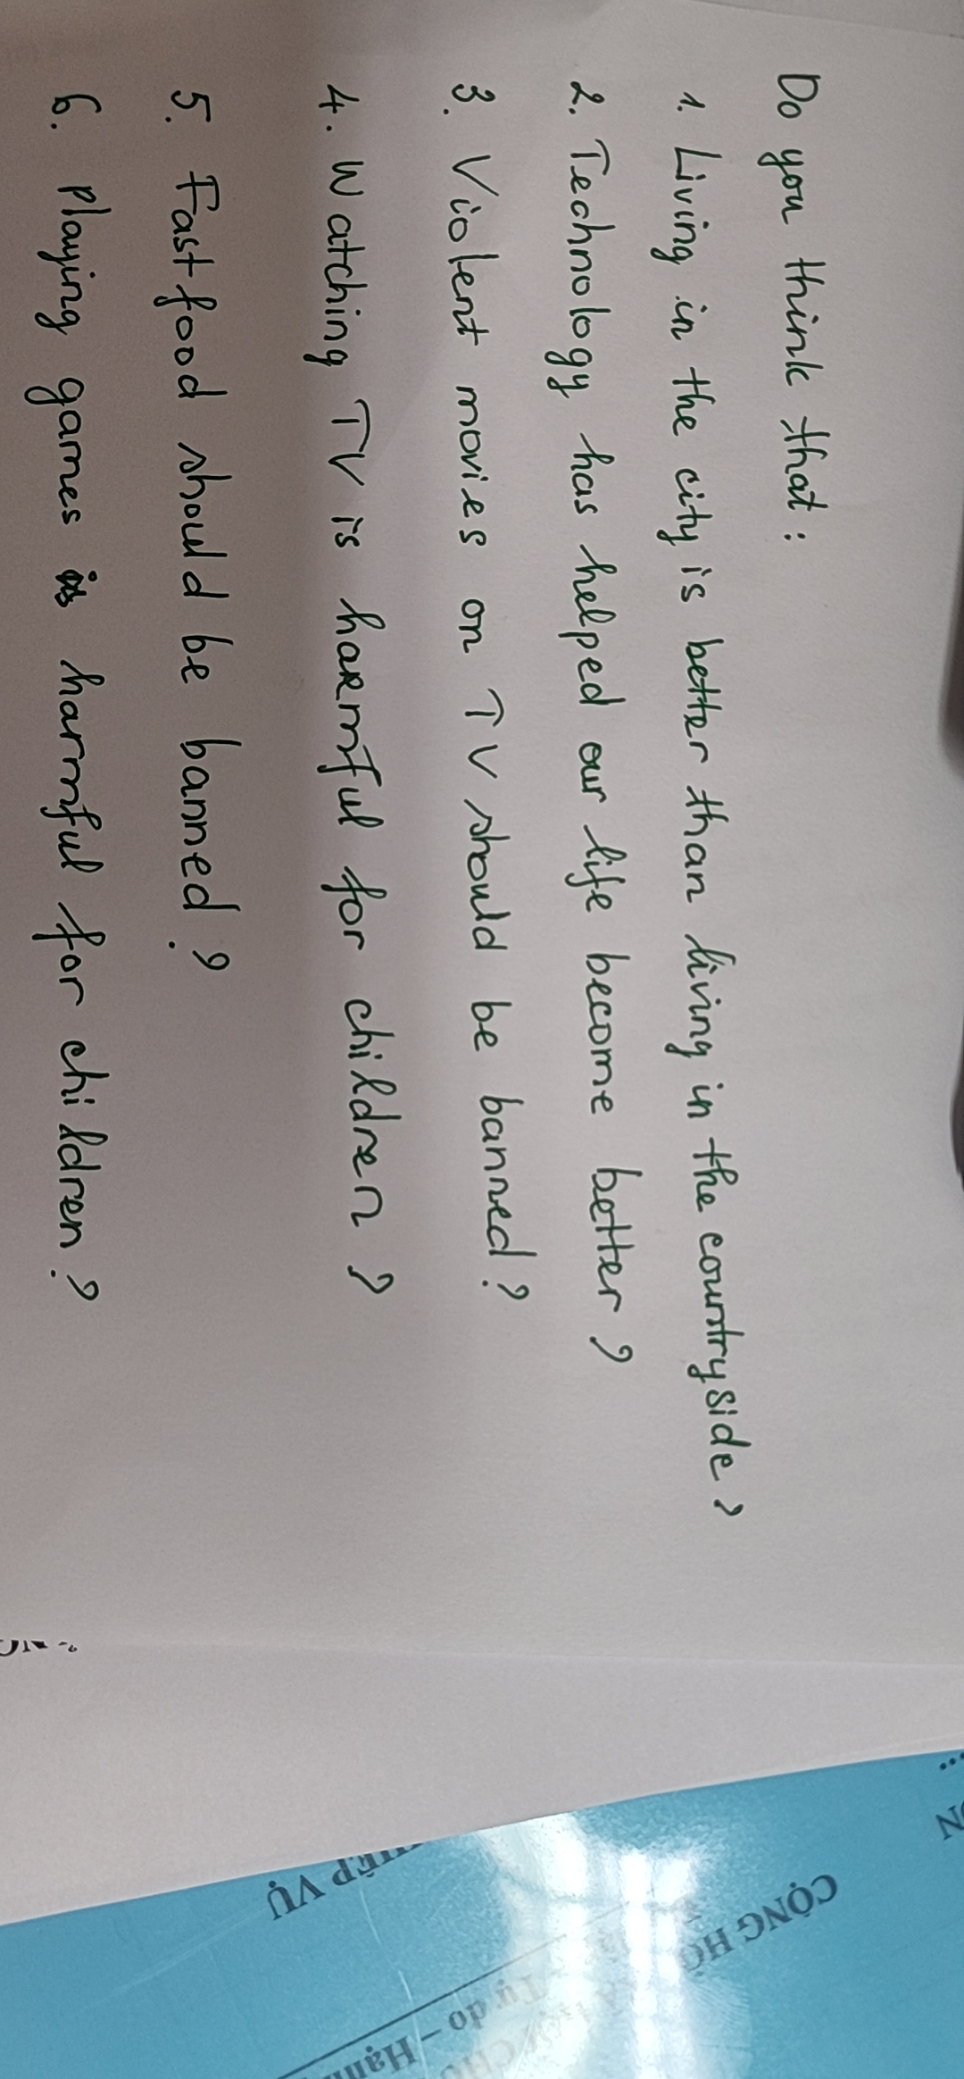 Do you think that:
1. Living in the city is better than living in the countryside?
2. Technology has helped our life become better?
3. Violent movies on TV should be banned?
4. Watching TV is harmful for children?
5. Fast food should be banned?
6. Playing games is harmful for children?
CỘNG HÒ
Tự do – Hạnh
VỤ